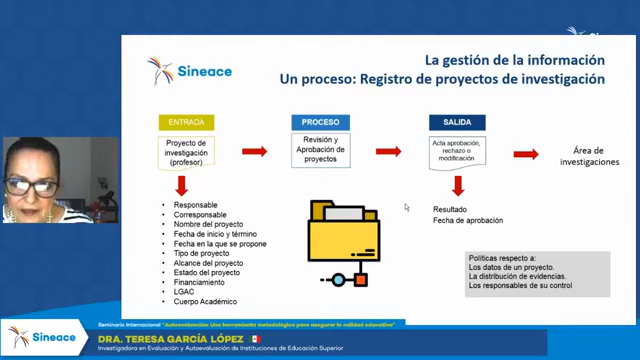 Sineace
Sineace
La gestión de la información
Un proceso: Registro de proyectos de investigación
ENTRADA
PROCESO
SALIDA
Proyecto de
investigación
(profesor)
Revisión y
Aprobación de
proyectos
Acta aprobación,
rechazo o
modificación
Área de
investigaciones
• Responsable
• Corresponsable
• Nombre del proyecto
• Fecha de inicio y término
• Fecha en la que se propone
• Tipo de proyecto
• Alcance del proyecto
• Estado del proyecto
• Financiamiento
• LGAC
• Cuerpo Académico
Resultado
Fecha de aprobación
Políticas respecto a:
Los datos de un proyecto.
La distribución de evidencias.
Los responsables de su control
Seminario Internacional "Autoevaluación: Una herramienta metodológica para asegurar la calidad educativa"
Sineace
DRA. TERESA GARCÍA LÓPEZ
Investigadora en Evaluación y Autoevaluación de Instituciones de Educación Superior